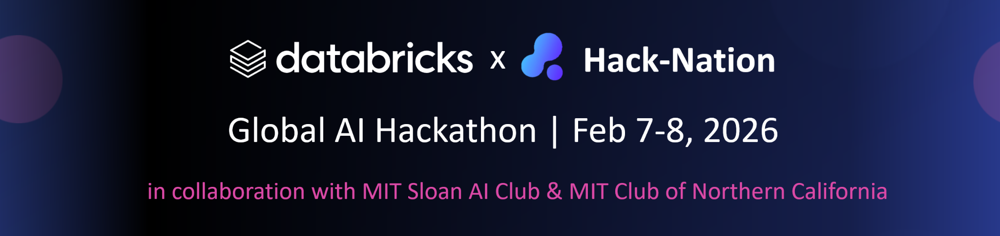 databricks x Hack-Nation
Global AI Hackathon | Feb 7-8, 2026
in collaboration with MIT Sloan AI Club & MIT Club of Northern California